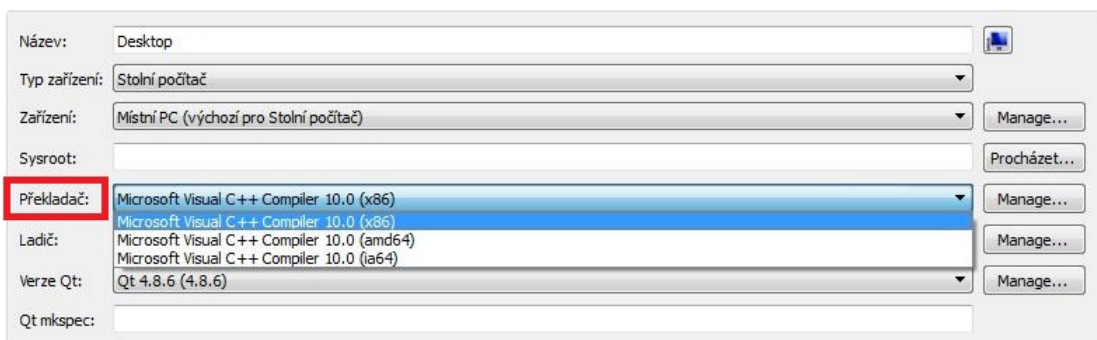 Název: Desktop
Typ zařízení: Stolní počítač
Zařízení: Místní PC (výchozí pro Stolní počítač) Manage...
Sysroot: Procházet...
Překladač: Microsoft Visual C++ Compiler 10.0 (x86) Manage...
Microsoft Visual C++ Compiler 10.0 (x86)
Ladič: Microsoft Visual C++ Compiler 10.0 (amd64) Manage...
Microsoft Visual C++ Compiler 10.0 (ia64)
Verze Qt: Qt 4.8.6 (4.8.6) Manage...
Qt mkspec: